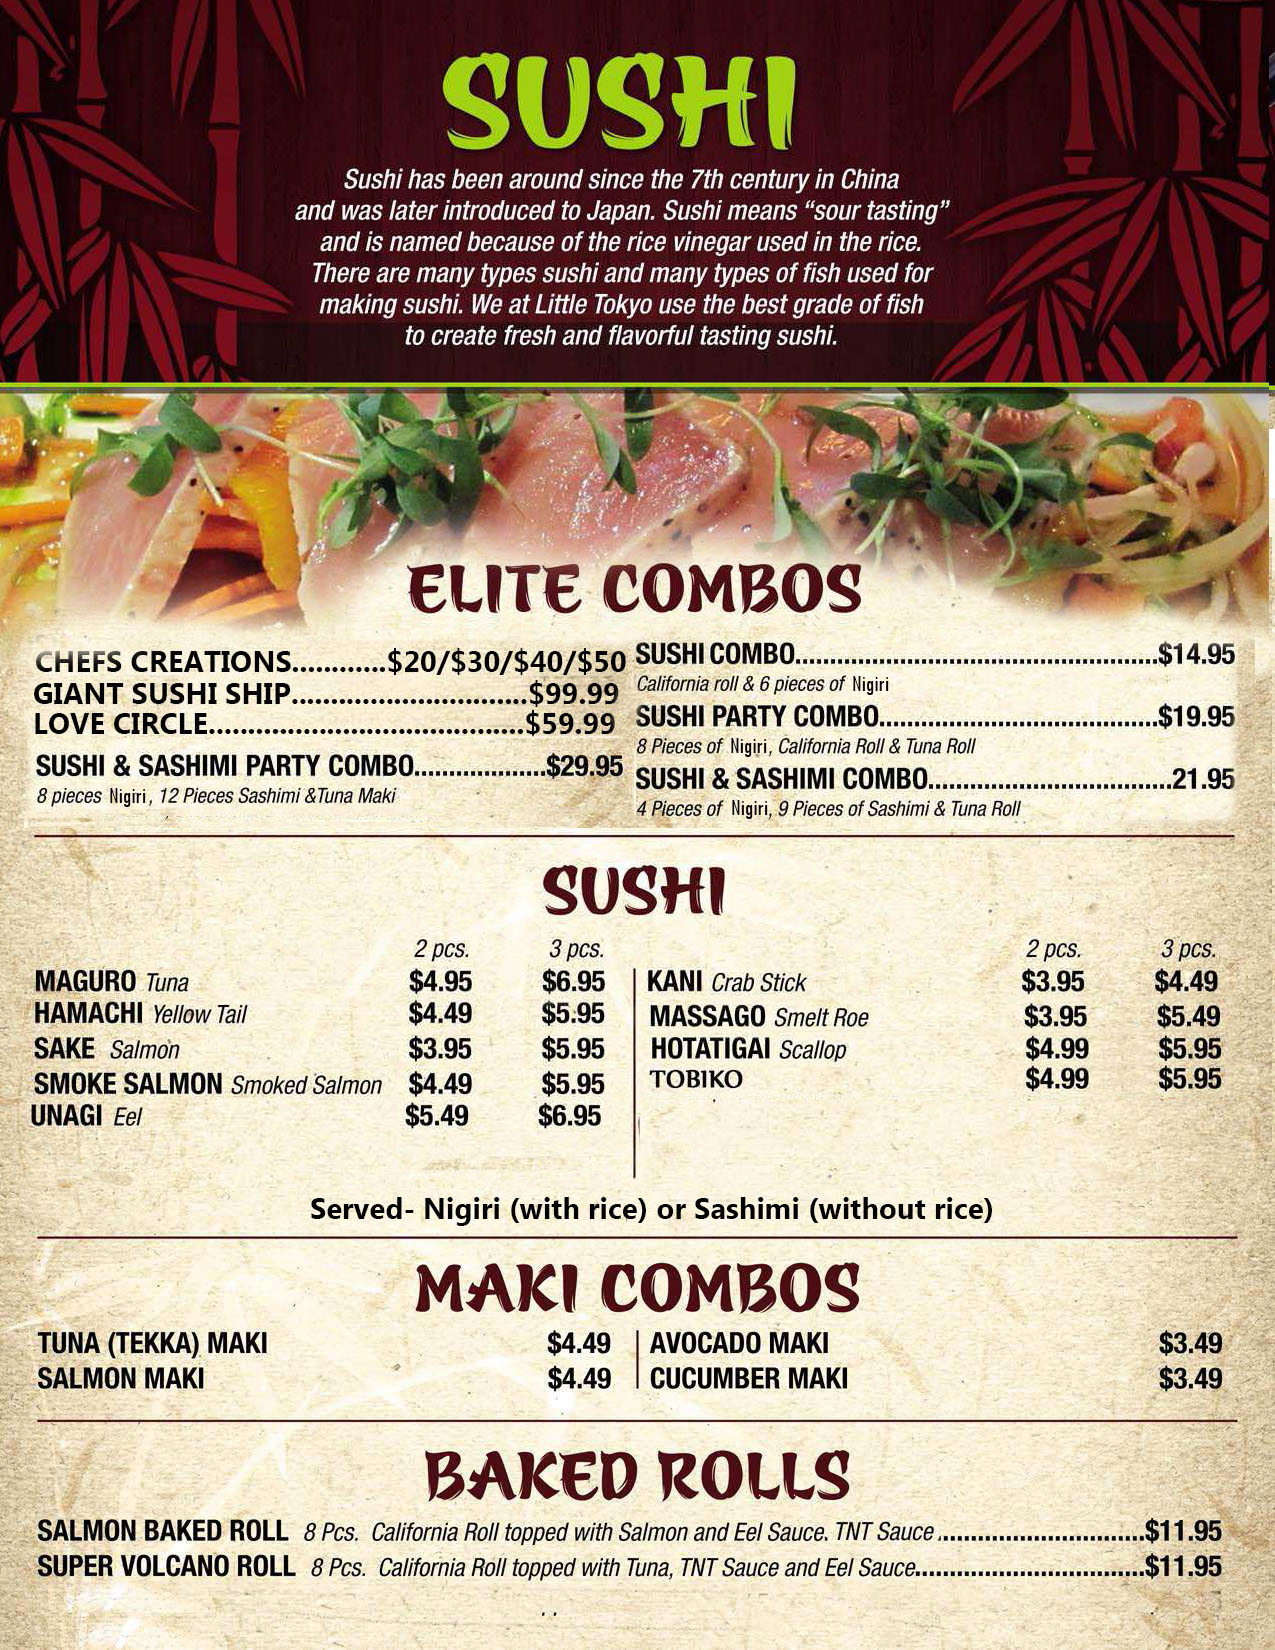 SUSHI
Sushi has been around since the 7th century in China
and was later introduced to Japan. Sushi means “sour tasting”
and is named because of the rice vinegar used in the rice.
There are many types sushi and many types of fish used for
making sushi. We at Little Tokyo use the best grade of fish
to create fresh and flavorful tasting sushi.
ELITE COMBOS
CHEFS CREATIONS............$20/$30/$40/$50
GIANT SUSHI SHIP..............................$99.99
LOVE CIRCLE........................................$59.99
SUSHI & SASHIMI PARTY COMBO...................$29.95
8 pieces Nigiri, 12 Pieces Sashimi &Tuna Maki
SUSHI COMBO....................................................$14.95
California roll & 6 pieces of Nigiri
SUSHI PARTY COMBO........................................$19.95
8 Pieces of Nigiri, California Roll & Tuna Roll
SUSHI & SASHIMI COMBO...................................21.95
4 Pieces of Nigiri, 9 Pieces of Sashimi & Tuna Roll
SUSHI
2 pcs. 3 pcs.
MAGURO Tuna $4.95 $6.95
HAMACHI Yellow Tail $4.49 $5.95
SAKE Salmon $3.95 $5.95
SMOKE SALMON Smoked Salmon $4.49 $5.95
UNAGI Eel $5.49 $6.95
2 pcs. 3 pcs.
KANI Crab Stick $3.95 $4.49
MASSAGO Smelt Roe $3.95 $5.49
HOTATIGAI Scallop $4.99 $5.95
TOBIKO $4.99 $5.95
Served- Nigiri (with rice) or Sashimi (without rice)
MAKI COMBOS
TUNA (TEKKA) MAKI $4.49
SALMON MAKI $4.49
AVOCADO MAKI $3.49
CUCUMBER MAKI $3.49
BAKED ROLLS
SALMON BAKED ROLL 8 Pcs. California Roll topped with Salmon and Eel Sauce. TNT Sauce.............................$11.95
SUPER VOLCANO ROLL 8 Pcs. California Roll topped with Tuna, TNT Sauce and Eel Sauce.................................$11.95